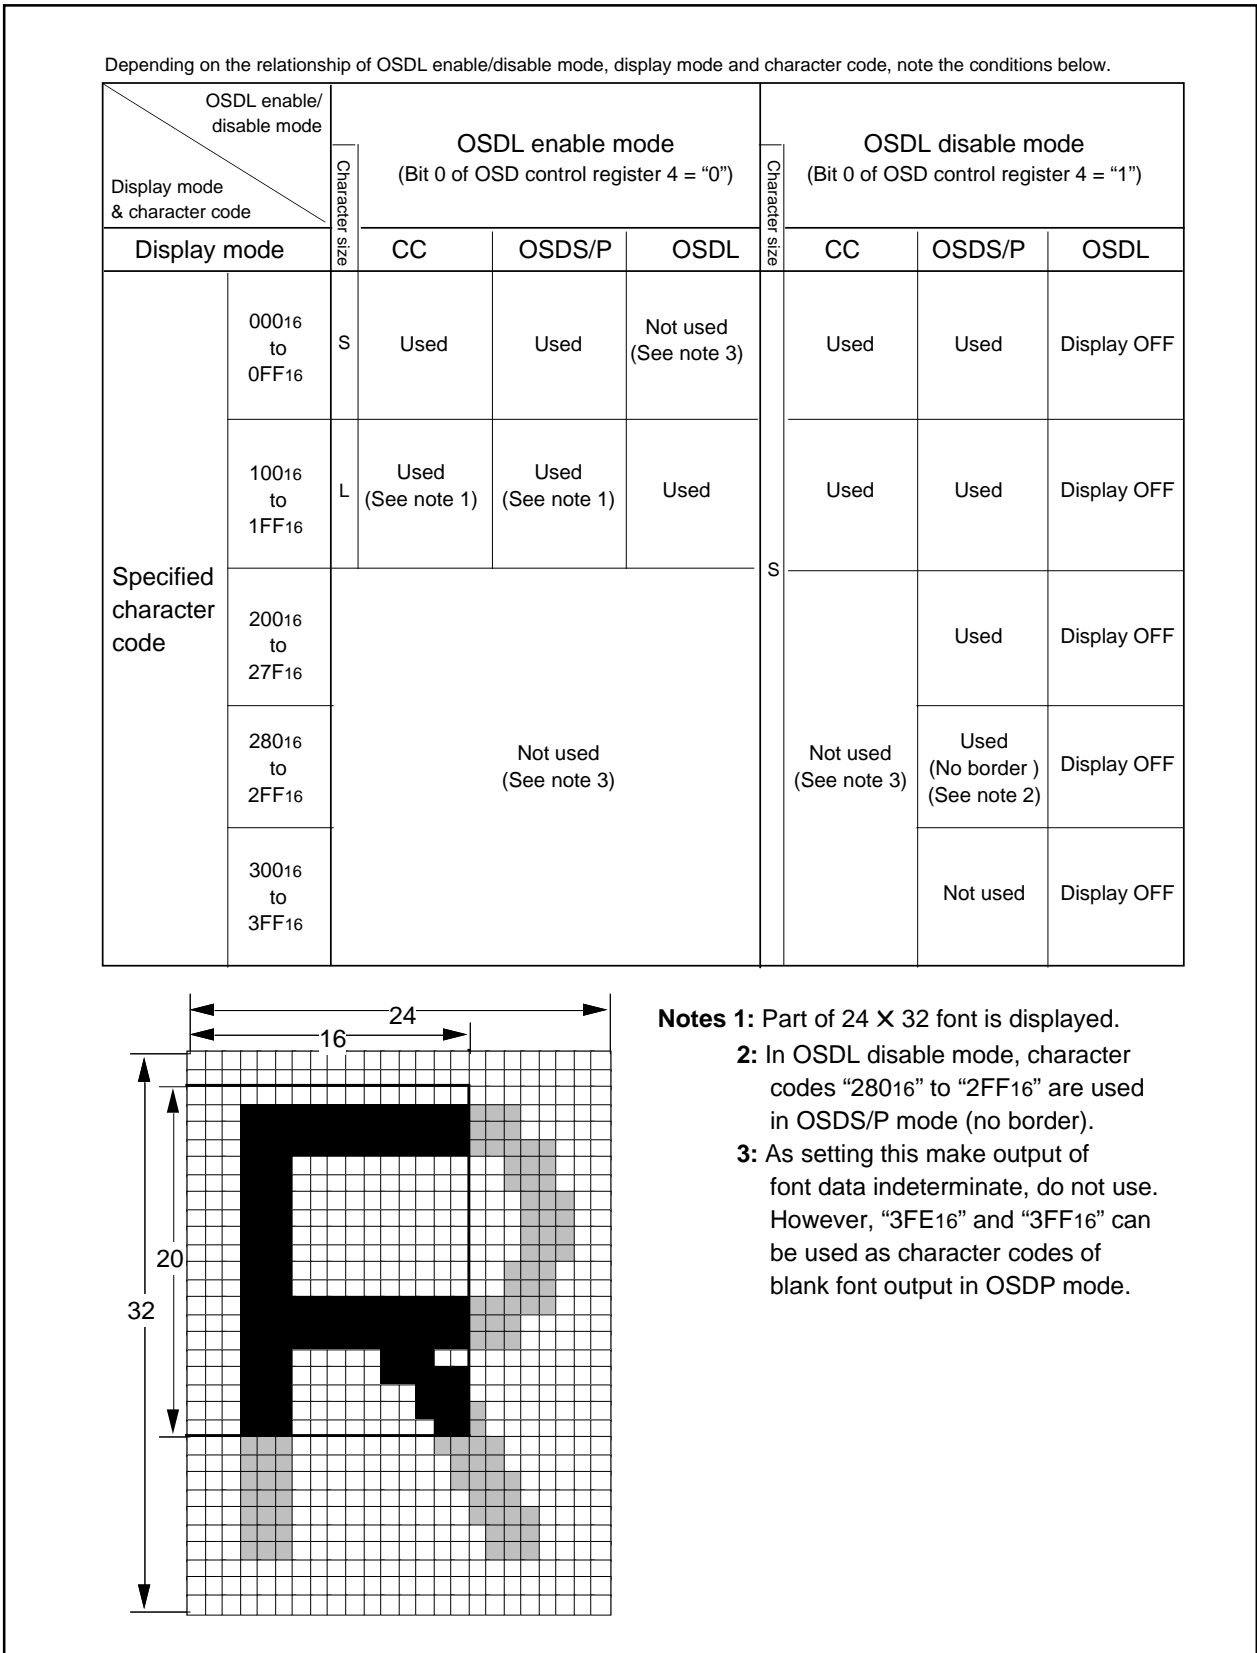 Depending on the relationship of OSDL enable/disable mode, display mode and character code, note the conditions below.
OSDL enable/
disable mode
Display mode
& character code
Character size
OSDL enable mode
(Bit 0 of OSD control register 4 = “0”)
Character size
OSDL disable mode
(Bit 0 of OSD control register 4 = “1”)
Display mode
CC OSDS/P OSDL CC OSDS/P OSDL
Specified
character
code
00016
to
0FF16
S
Used
Used
Not used
(See note 3)
S
Used
Used
Display OFF
10016
to
1FF16
L
Used
(See note 1)
Used
(See note 1)
Used
Used
Used
Display OFF
20016
to
27F16
Used
Display OFF
28016
to
2FF16
Not used
(See note 3)
Not used
(See note 3)
Used
(No border )
(See note 2)
Display OFF
30016
to
3FF16
Not used
Display OFF
24
16
20
32
Notes 1: Part of 24 ✕ 32 font is displayed.
2: In OSDL disable mode, character
codes “28016” to “2FF16” are used
in OSDS/P mode (no border).
3: As setting this make output of
font data indeterminate, do not use.
However, “3FE16” and “3FF16” can
be used as character codes of
blank font output in OSDP mode.